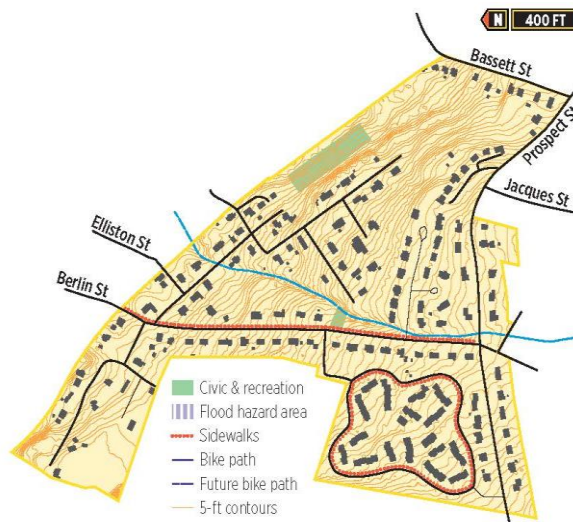 N 400 FT
Bassett St
Prospect St
Jacques St
Elliston St
Berlin St
Civic & recreation
Flood hazard area
Sidewalks
Bike path
Future bike path
5-ft contours